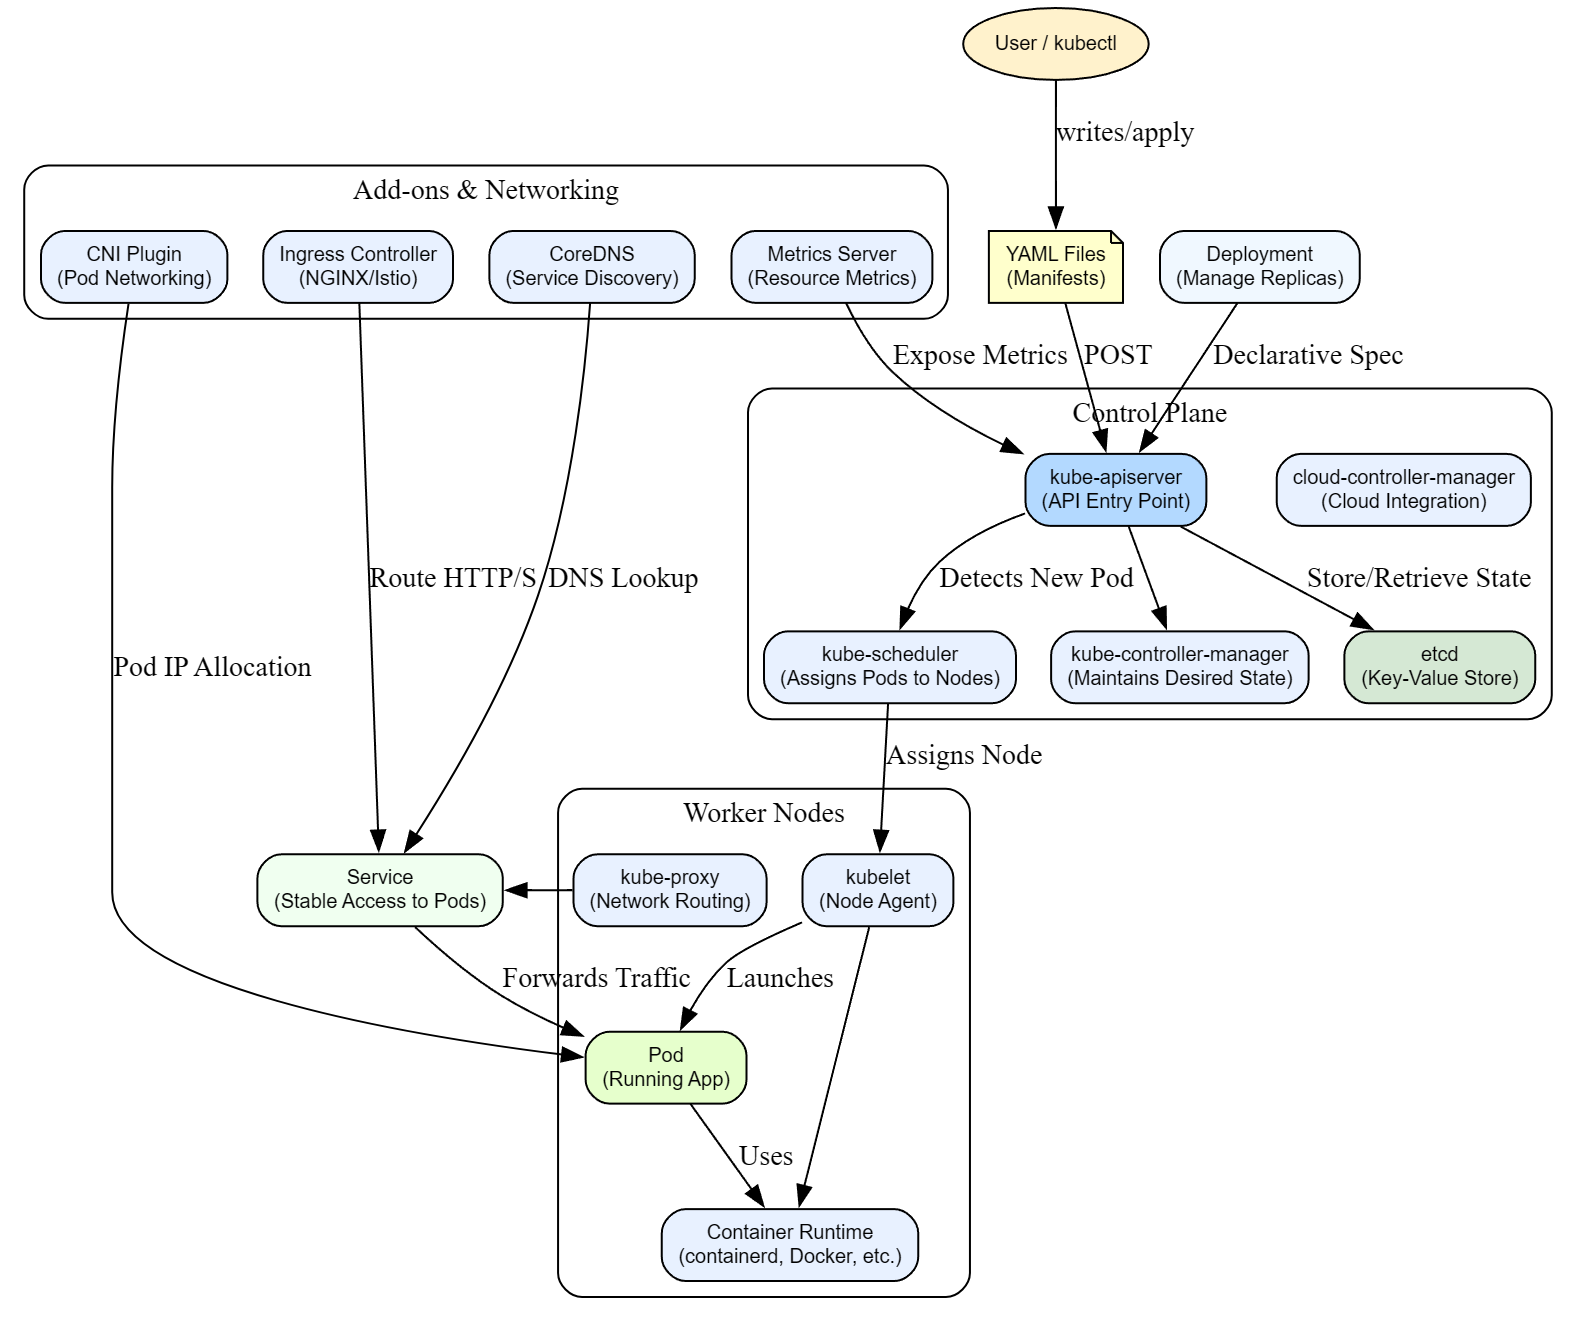 User / kubectl
writes/apply
Add-ons & Networking
CNI Plugin
(Pod Networking)
Ingress Controller
(NGINX/Istio)
CoreDNS
(Service Discovery)
Metrics Server
(Resource Metrics)
YAML Files
(Manifests)
Deployment
(Manage Replicas)
Expose Metrics
POST
Declarative Spec
Control Plane
kube-apiserver
(API Entry Point)
cloud-controller-manager
(Cloud Integration)
Route HTTP/S
DNS Lookup
Detects New Pod
Store/Retrieve State
Pod IP Allocation
kube-scheduler
(Assigns Pods to Nodes)
kube-controller-manager
(Maintains Desired State)
etcd
(Key-Value Store)
Assigns Node
Worker Nodes
Service
(Stable Access to Pods)
kube-proxy
(Network Routing)
kubelet
(Node Agent)
Forwards Traffic
Launches
Pod
(Running App)
Uses
Container Runtime
(containerd, Docker, etc.)